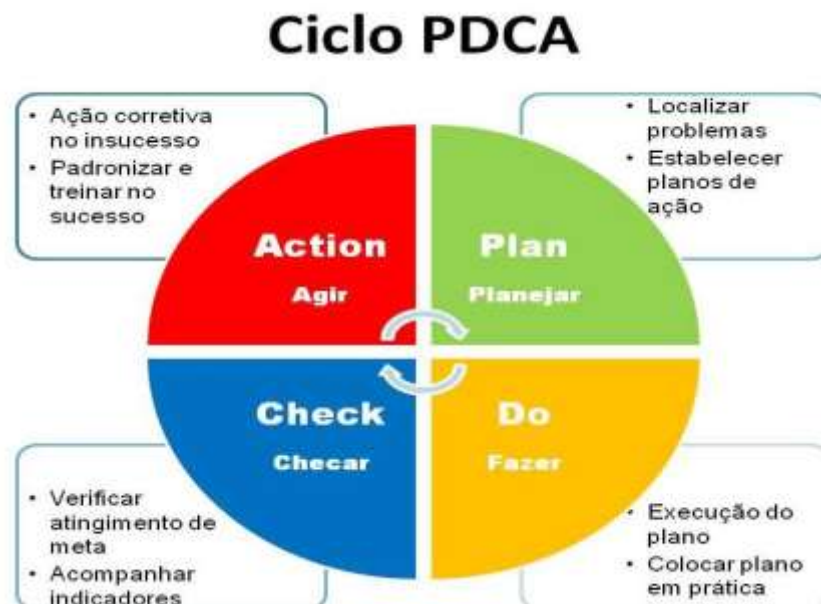 Ciclo PDCA
• Ação corretiva
no insucesso
• Padronizar e
treinar no
sucesso
• Localizar
problemas
• Estabelecer
planos de
ação
Action
Agir
Plan
Planejar
Check
Checar
Do
Fazer
• Verificar
atingimento de
meta
• Acompanhar
indicadores
• Execução do
plano
• Colocar plano
em prática